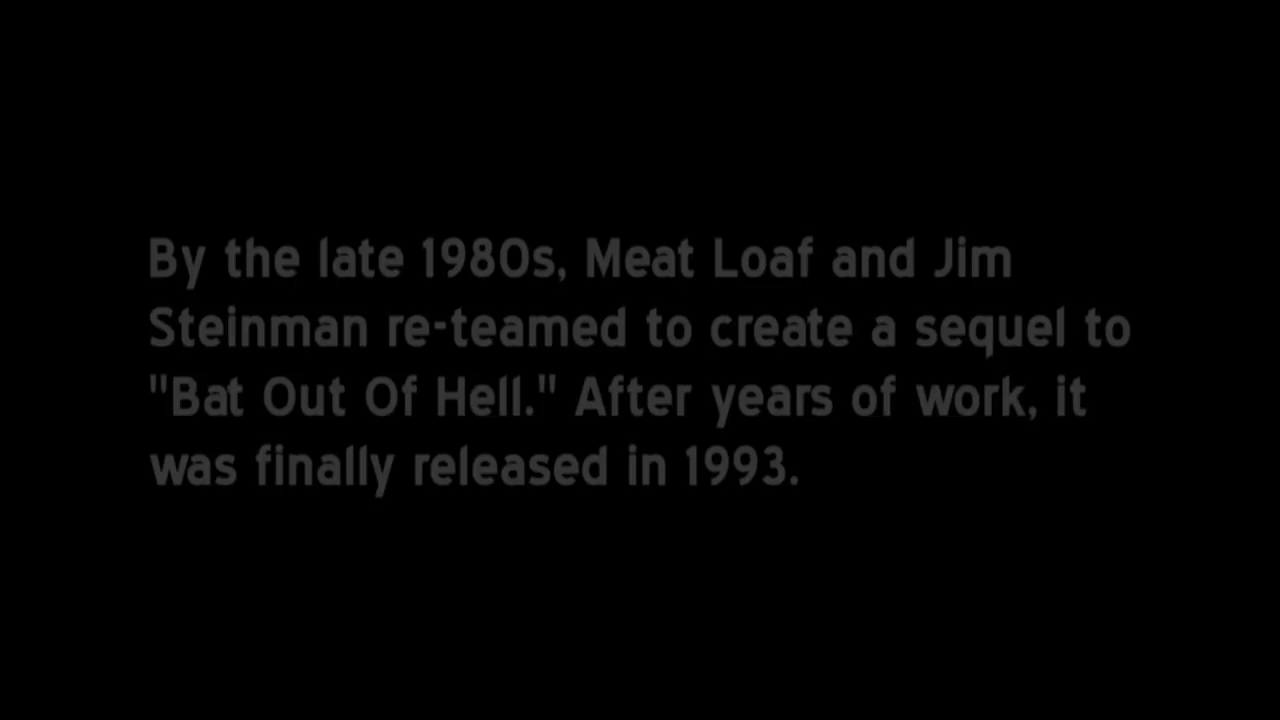 By the late 1980s, Meat Loaf and Jim
Steinman re-teamed to create a sequel to
"Bat Out Of Hell." After years of work, it
was finally released in 1993.